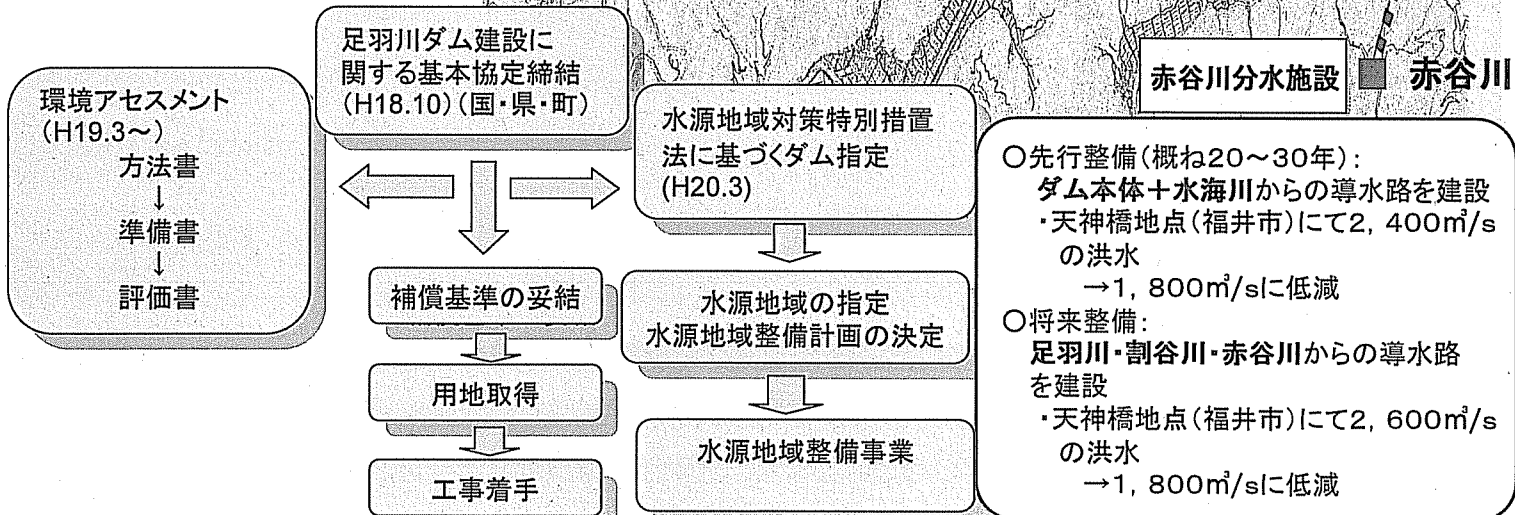 足羽川ダム建設に
関する基本協定締結
(H18.10)(国・県・町)
環境アセスメント
(H19.3～)
方法書
↓
準備書
↓
評価書
補償基準の妥結
用地取得
工事着手
水源地域対策特別措置
法に基づくダム指定
(H20.3)
水源地域の指定
水源地域整備計画の決定
水源地域整備事業
赤谷川分水施設
赤谷川
○先行整備(概ね20～30年):
ダム本体+水海川からの導水路を建設
・天神橋地点(福井市)にて2,400㎥/s
の洪水
→1,800㎥/sに低減
○将来整備:
足羽川・割谷川・赤谷川からの導水路
を建設
・天神橋地点(福井市)にて2,600㎥/s
の洪水
→1,800㎥/sに低減